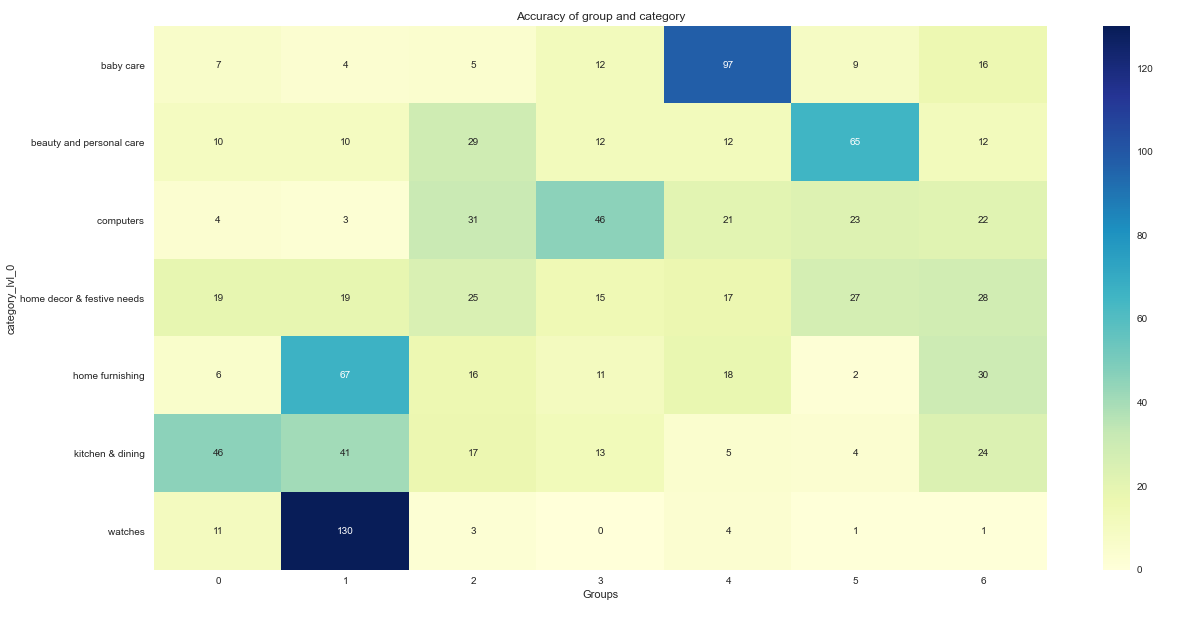 Accuracy of group and category
category_lvl_0
baby care 7 4 5 12 97 9 16
beauty and personal care 10 10 29 12 12 65 12
computers 4 3 31 46 21 23 22
home decor & festive needs 19 19 25 15 17 27 28
home furnishing 6 67 16 11 18 2 30
kitchen & dining 46 41 17 13 5 4 24
watches 11 130 3 0 4 1 1
0 1 2 3 4 5 6
Groups
120
100
80
60
40
20
0